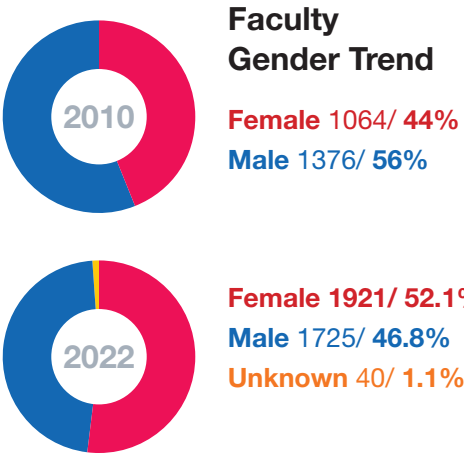 Faculty
Gender Trend
2010
Female 1064/ 44%
Male 1376/ 56%
2022
Female 1921/ 52.1%
Male 1725/ 46.8%
Unknown 40/ 1.1%